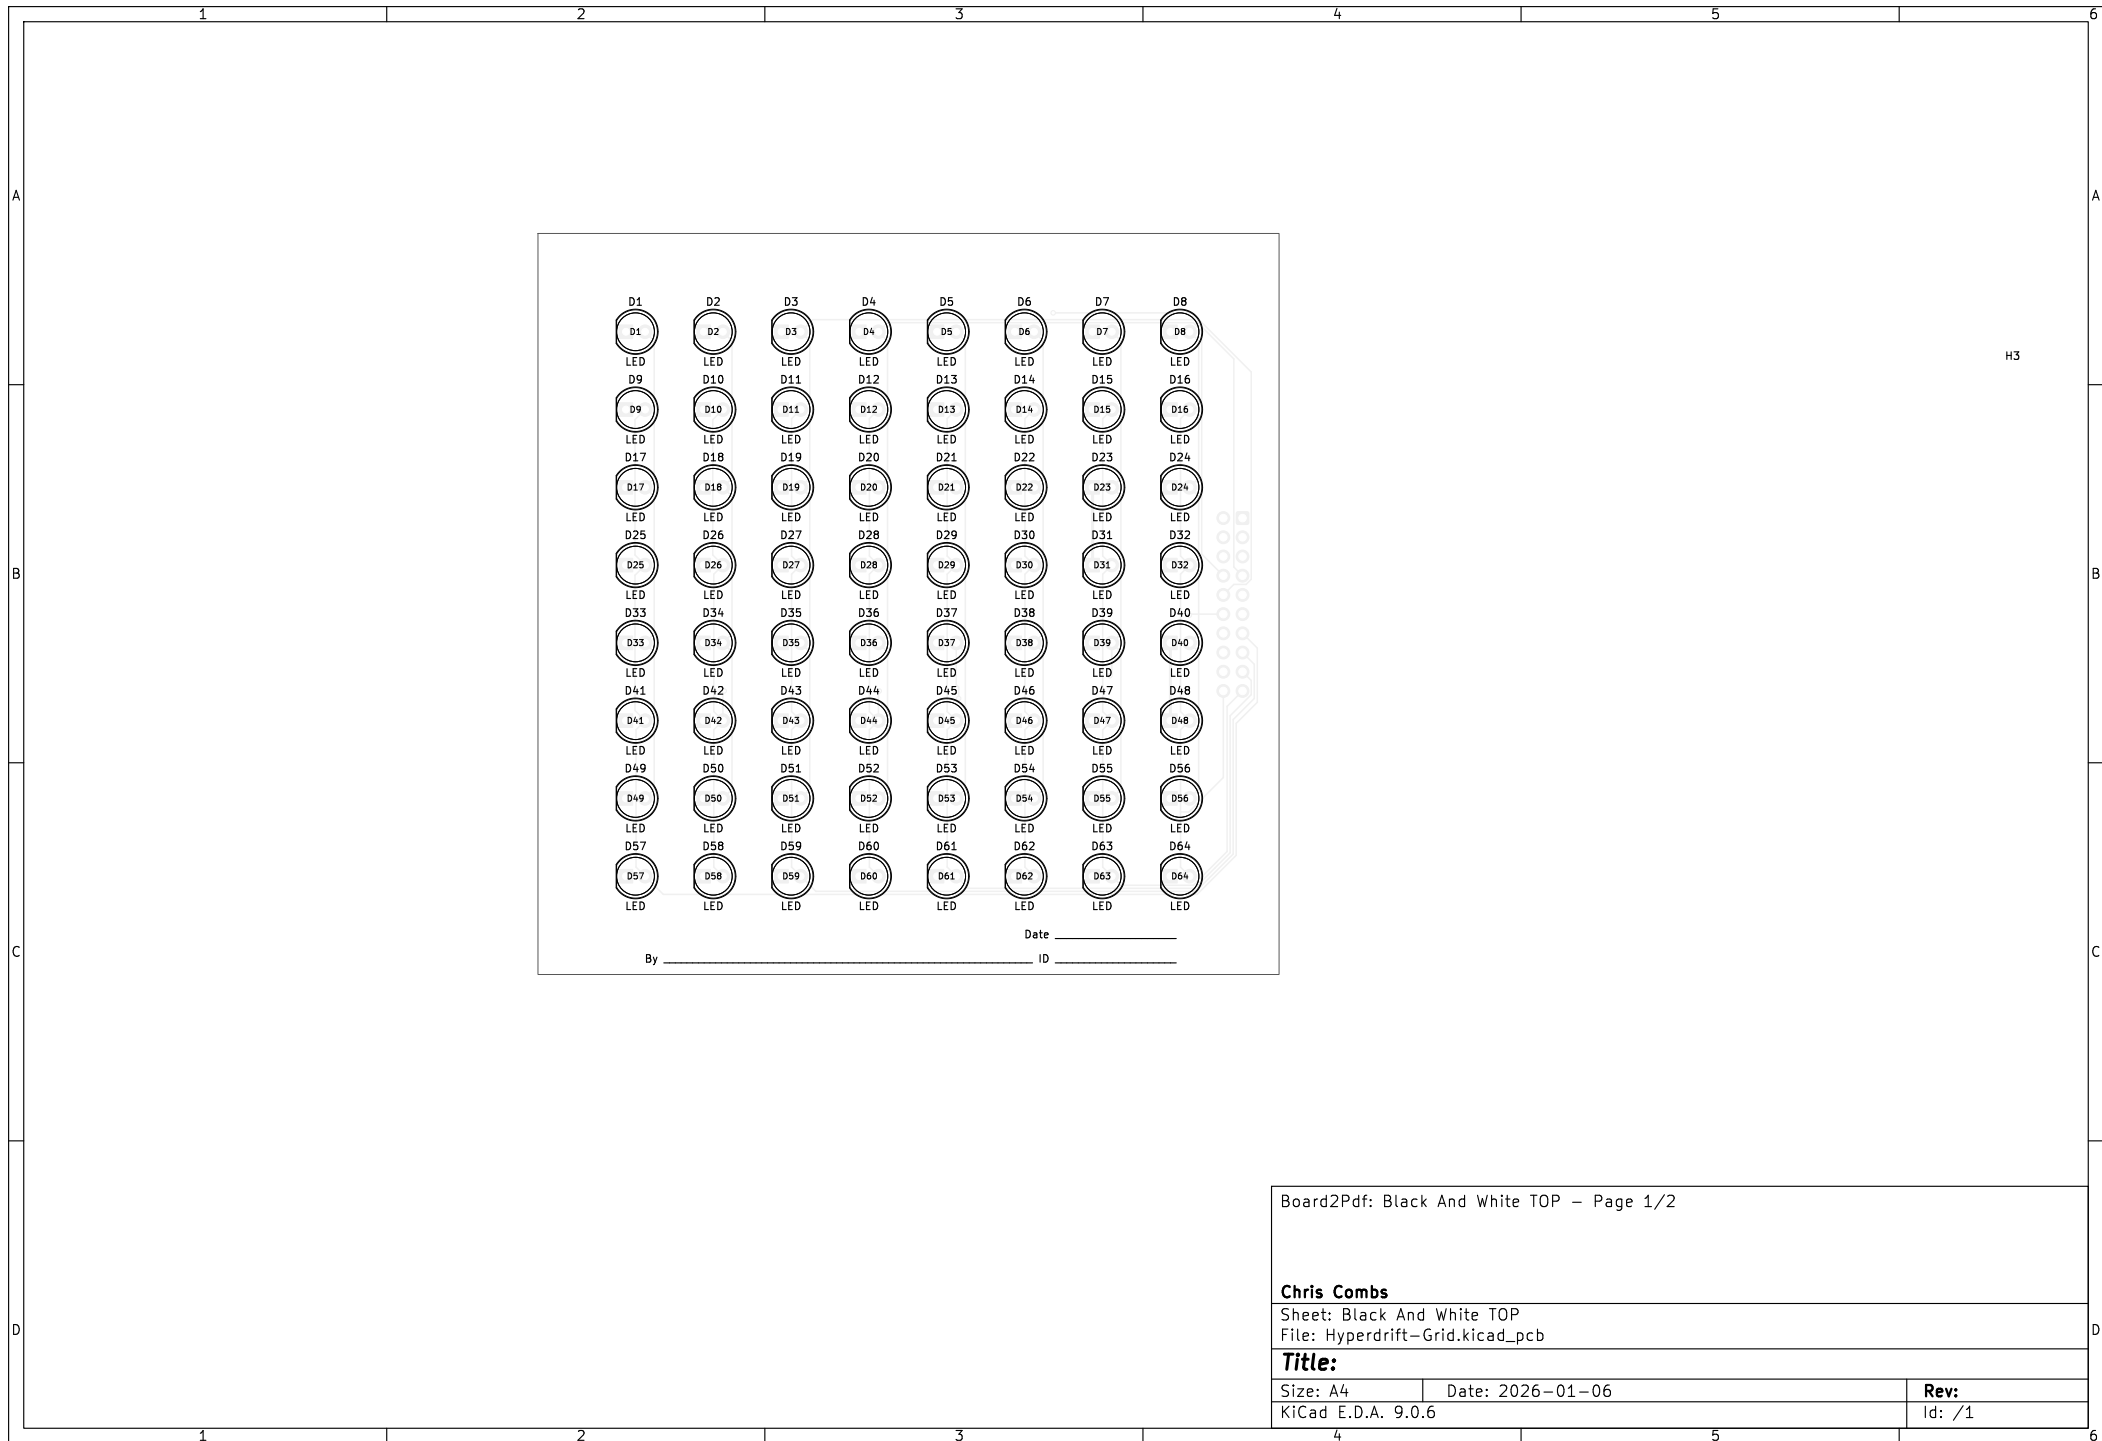 1 2 3 4 5 6
A A
D1 D2 D3 D4 D5 D6 D7 D8
D1 D2 D3 D4 D5 D6 D7 D8
H3
LED LED LED LED LED LED LED LED
D9 D10 D11 D12 D13 D14 D15 D16
D9 D10 D11 D12 D13 D14 D15 D16
LED LED LED LED LED LED LED LED
D17 D18 D19 D20 D21 D22 D23 D24
D17 D18 D19 D20 D21 D22 D23 D24
LED LED LED LED LED LED LED LED
D25 D26 D27 D28 D29 D30 D31 D32
D25 D26 D27 D28 D29 D30 D31 D32
B B
LED LED LED LED LED LED LED LED
D33 D34 D35 D36 D37 D38 D39 D40
D33 D34 D35 D36 D37 D38 D39 D40
LED LED LED LED LED LED LED LED
D41 D42 D43 D44 D45 D46 D47 D48
D41 D42 D43 D44 D45 D46 D47 D48
LED LED LED LED LED LED LED LED
D49 D50 D51 D52 D53 D54 D55 D56
D49 D50 D51 D52 D53 D54 D55 D56
LED LED LED LED LED LED LED LED
D57 D58 D59 D60 D61 D62 D63 D64
D57 D58 D59 D60 D61 D62 D63 D64
LED LED LED LED LED LED LED LED
Date
C C
By ID
Board2Pdf: Black And White TOP – Page 1/2
Chris Combs
Sheet: Black And White TOP
D D
File: Hyperdrift-Grid.kicad_pcb
Title:
Size: A4 Date: 2026-01-06 Rev:
KiCad E.D.A. 9.0.6 Id: /1
1 2 3 4 5 6